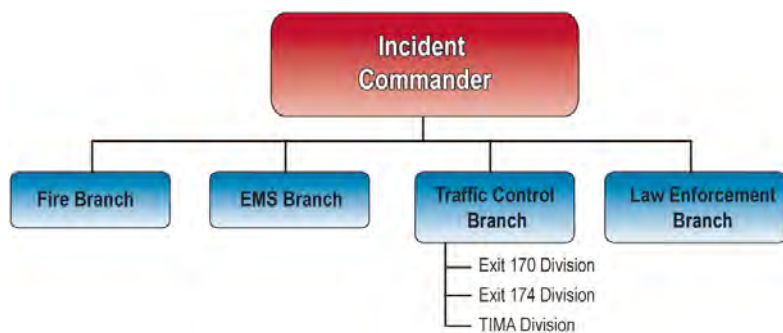 Incident
Commander
Fire Branch
EMS Branch
Traffic Control
Branch
Law Enforcement
Branch
Exit 170 Division
Exit 174 Division
TIMA Division